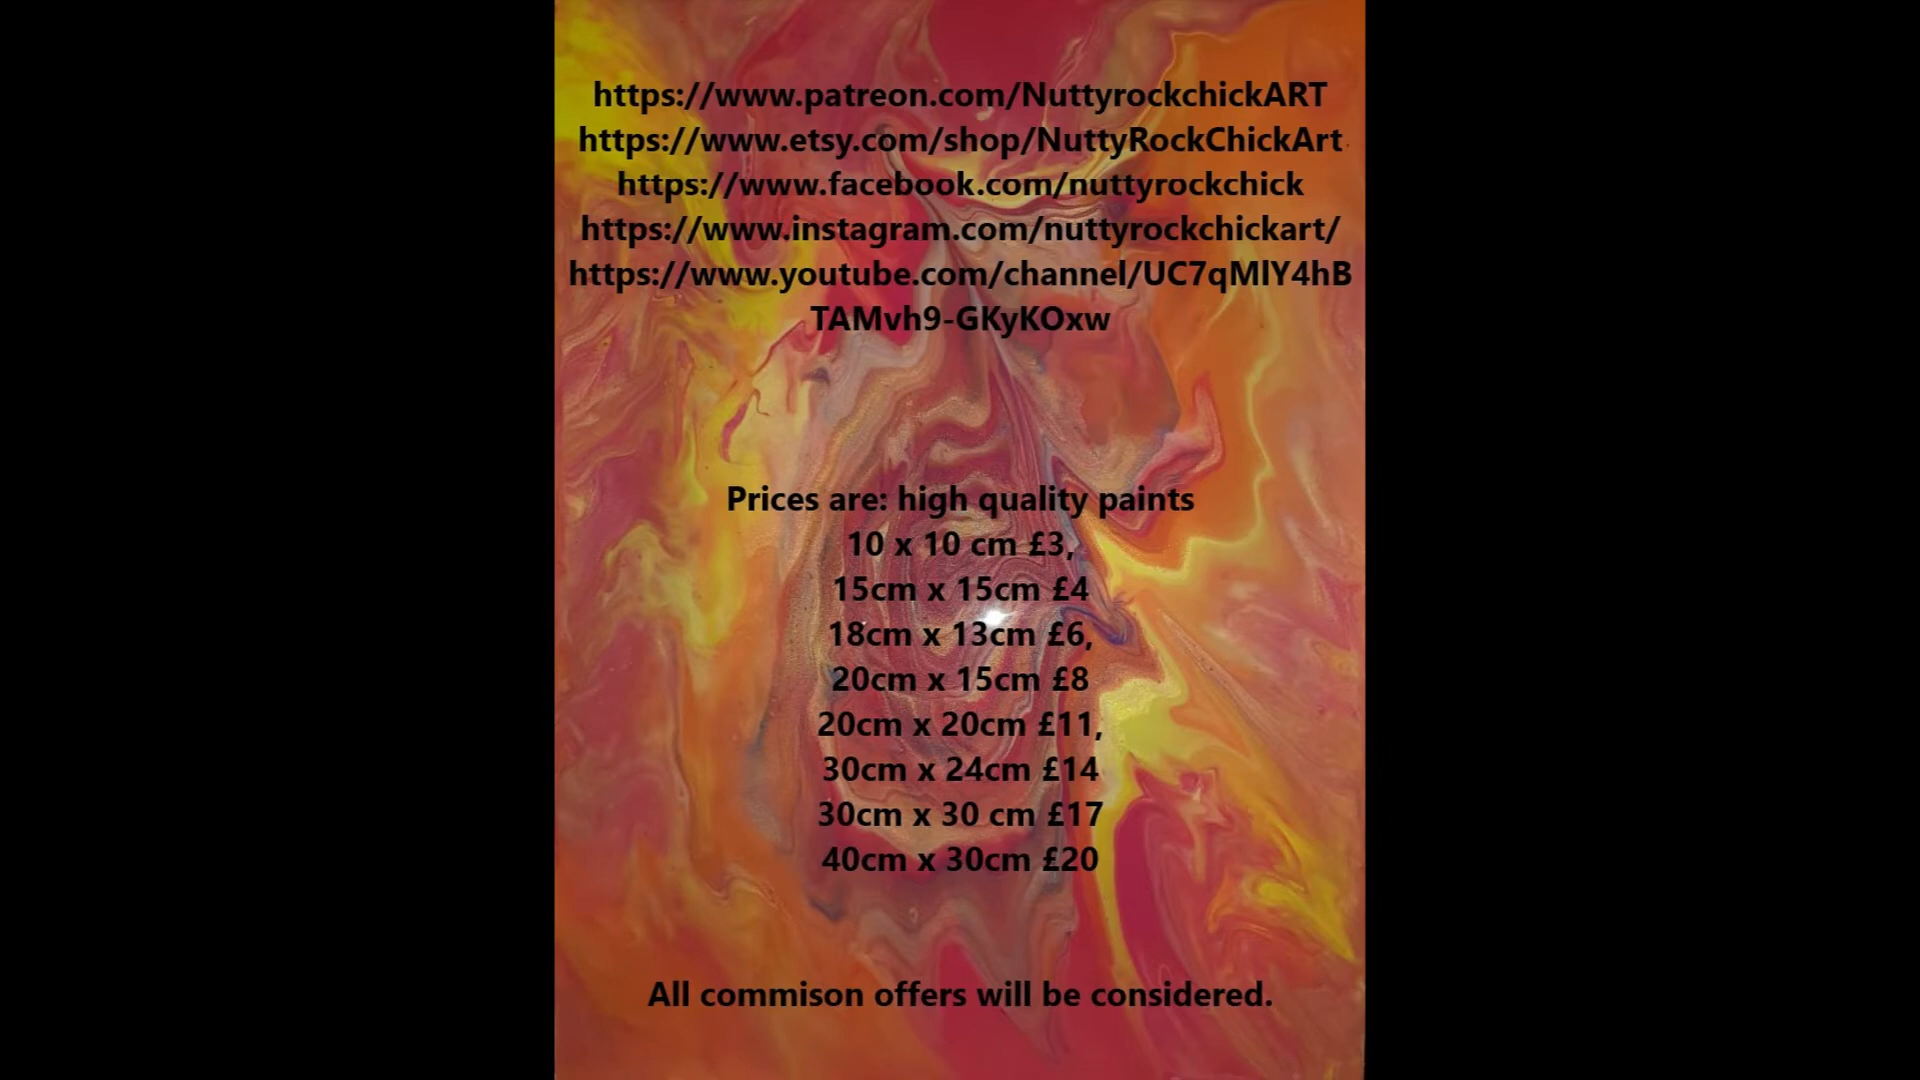 https://www.patreon.com/NuttyrockchickART
https://www.etsy.com/shop/NuttyRockChickArt
https://www.facebook.com/nuttyrockchick
https://www.instagram.com/nuttyrockchickart/
https://www.youtube.com/channel/UC7qMlY4hB
TAMvh9-GKyKOxw
Prices are: high quality paints
10 x 10 cm £3,
15cm x 15cm £4
18cm x 13cm £6,
20cm x 15cm £8
20cm x 20cm £11,
30cm x 24cm £14
30cm x 30 cm £17
40cm x 30cm £20
All commison offers will be considered.